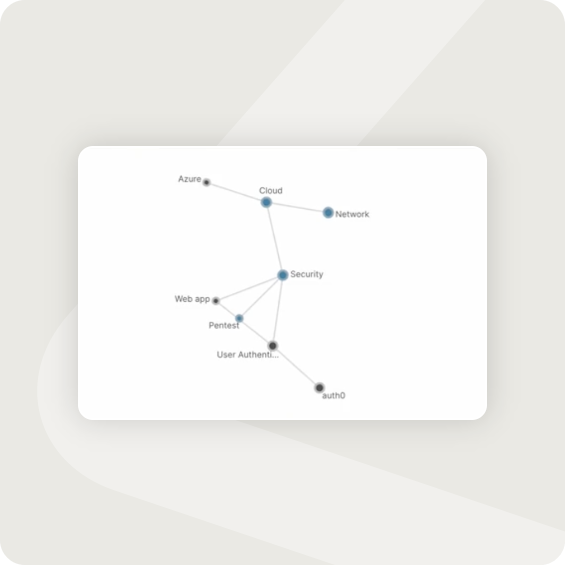 Azure
Cloud
Network
Security
Web app
Pentest
User Authenti...
auth0